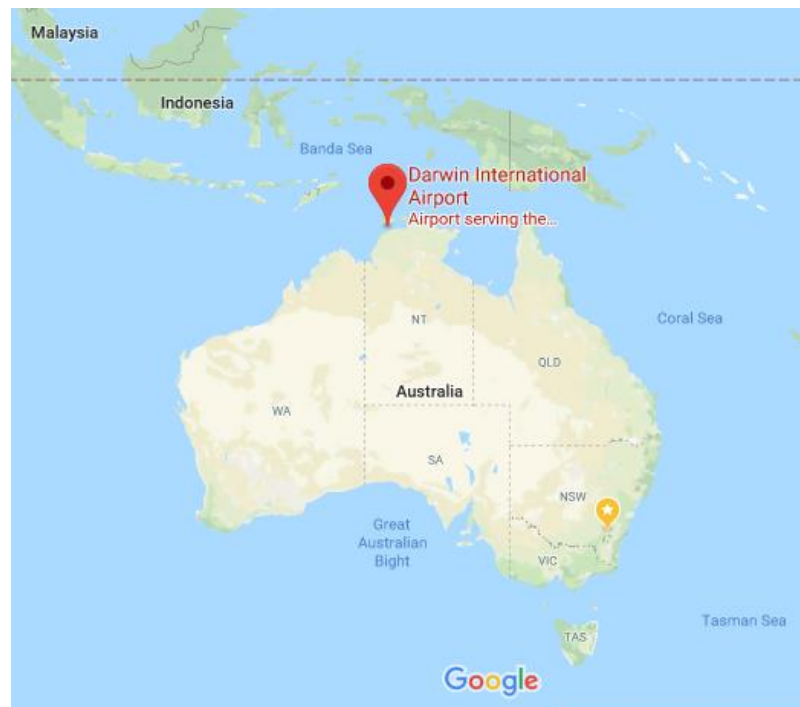 Malaysia
Indonesia
Banda Sea
Darwin International
Airport
Airport serving the...
Coral Sea
NT
QLD
Australia
WA
SA
NSW
Great
Australian
Bight
VIC
Tasman Sea
TAS
Google